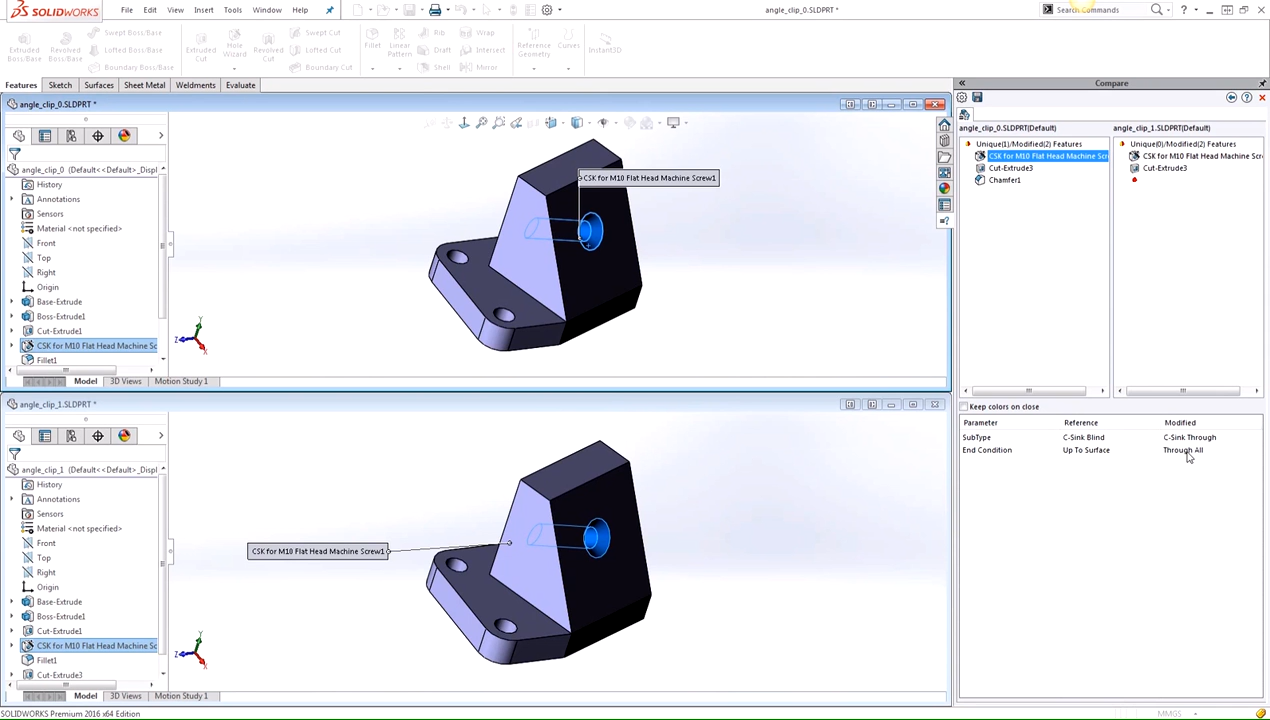 SOLIDWORKS File Edit View Insert Tools Window Help angle_clip_0.SLDPRT * Search Commands
Extruded Boss/Base
Revolved Boss/Base
Swept Boss/Base
Lofted Boss/Base
Boundary Boss/Base
Extruded Cut
Hole Wizard
Revolved Cut
Swept Cut
Lofted Cut
Boundary Cut
Fillet
Linear Pattern
Rib
Draft
Shell
Wrap
Intersect
Mirror
Reference Geometry
Curves
Instant3D
Features Sketch Surfaces Sheet Metal Weldments Evaluate
angle_clip_0.SLDPRT *
angle_clip_0 (Default<<Default>_Displ
History
Annotations
Sensors
Material <not specified>
Front
Top
Right
Origin
Base-Extrude
Boss-Extrude1
Cut-Extrude1
CSK for M10 Flat Head Machine Sc
Fillet1
CSK for M10 Flat Head Machine Screw1
Y
Z
X
Model 3D Views Motion Study 1
angle_clip_1.SLDPRT *
angle_clip_1 (Default<<Default>_Displ
History
Annotations
Sensors
Material <not specified>
Front
Top
Right
Origin
Base-Extrude
Boss-Extrude1
Cut-Extrude1
CSK for M10 Flat Head Machine Sc
Fillet1
Cut-Extrude3
CSK for M10 Flat Head Machine Screw1
Y
Z
X
Model 3D Views Motion Study 1
Compare
angle_clip_0.SLDPRT(Default) angle_clip_1.SLDPRT(Default)
Unique(1)/Modified(2) Features
CSK for M10 Flat Head Machine Scr
Cut-Extrude3
Chamfer1
Unique(0)/Modified(2) Features
CSK for M10 Flat Head Machine Scr
Cut-Extrude3
Keep colors on close
Parameter Reference Modified
SubType C-Sink Blind C-Sink Through
End Condition Up To Surface Through All
SOLIDWORKS Premium 2016 x64 Edition MMGS